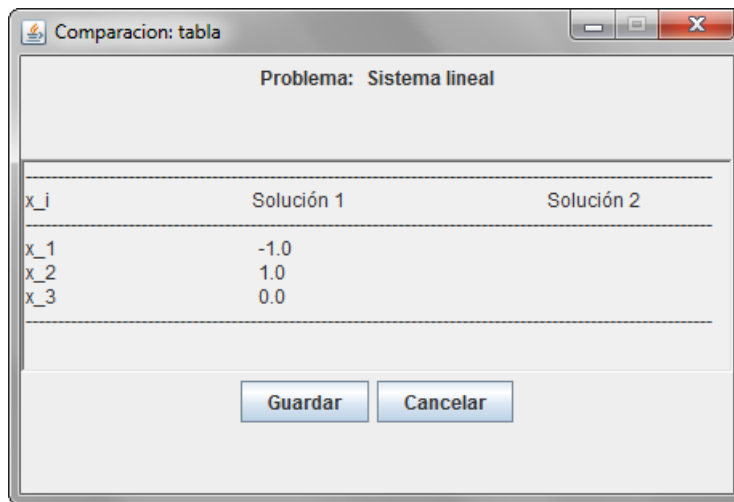 Comparacion: tabla
Problema: Sistema lineal
x_i Solución 1 Solución 2
x_1 -1.0
x_2 1.0
x_3 0.0
Guardar Cancelar